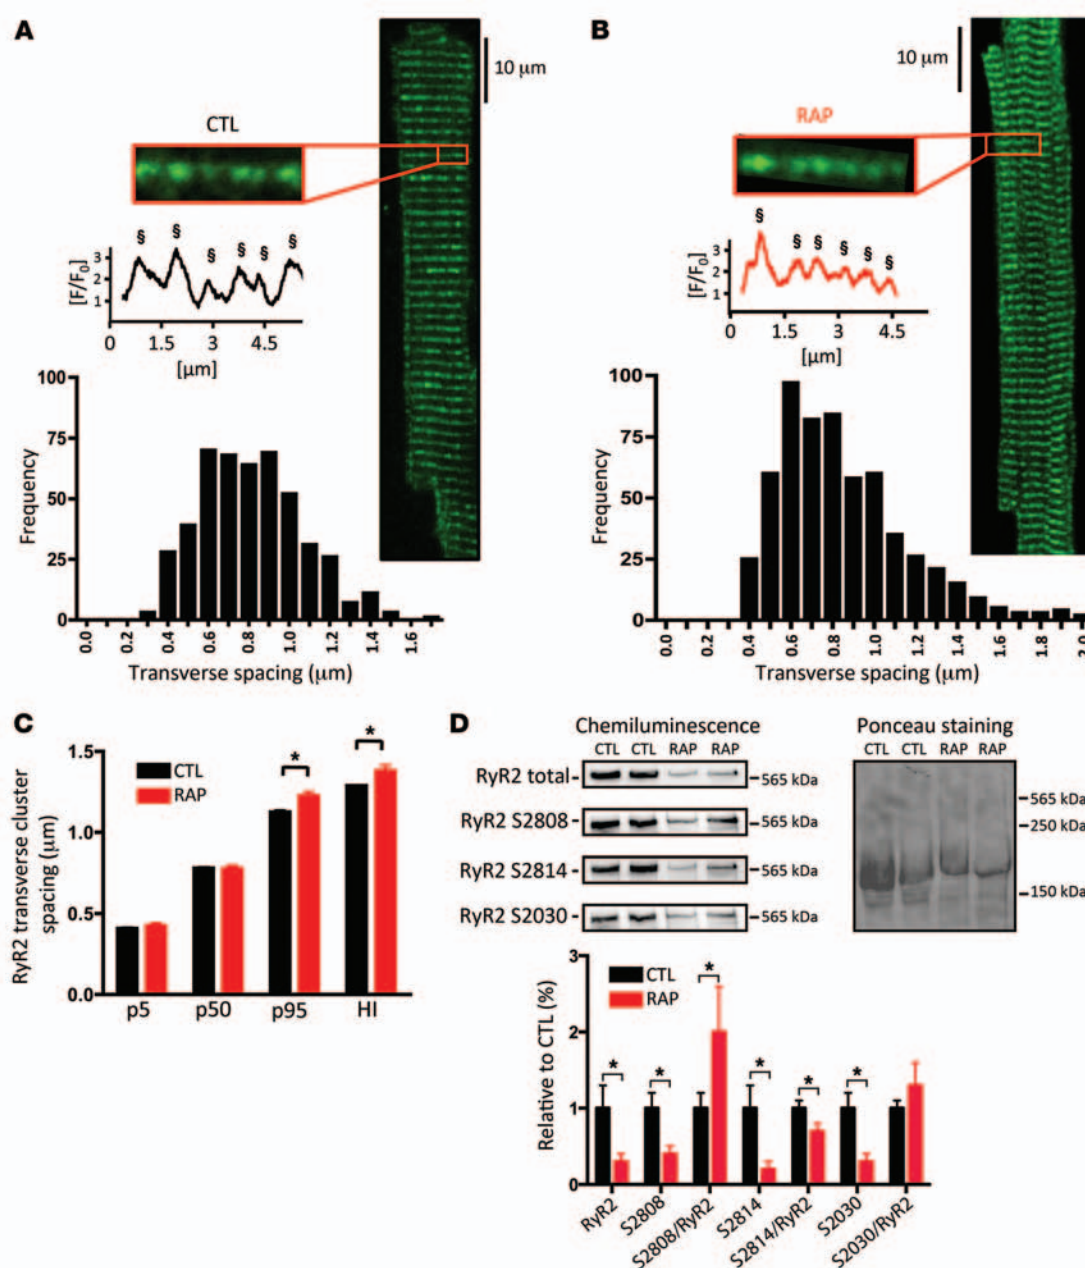 A
10 μm
CTL
§ § § § § §
[F/F0]
3
2
1
0 1.5 3 4.5
[μm]
Frequency
100
75
50
25
0
0.0 0.2 0.4 0.6 0.8 1.0 1.2 1.4 1.6
Transverse spacing (μm)
B
10 μm
RAP
§ § § § § §
[F/F0]
3
2
1
0 1.5 3 4.5
[μm]
Frequency
100
75
50
25
0
0.0 0.2 0.4 0.6 0.8 1.0 1.2 1.4 1.6 1.8 2.0
Transverse spacing (μm)
C
RyR2 transverse cluster
spacing (μm)
1.5
1.0
0.5
0.0
CTL
RAP
* *
p5 p50 p95 HI
D
Chemiluminescence
CTL CTL RAP RAP
RyR2 total- -565 kDa
RyR2 S2808- -565 kDa
RyR2 S2814- -565 kDa
RyR2 S2030- -565 kDa
Ponceau staining
CTL CTL RAP RAP
-565 kDa
-250 kDa
-150 kDa
Relative to CTL (%)
3
2
1
0
CTL
RAP
* * * * * *
RyR2 S2808 S2808/RyR2 S2814 S2814/RyR2 S2030 S2030/RyR2